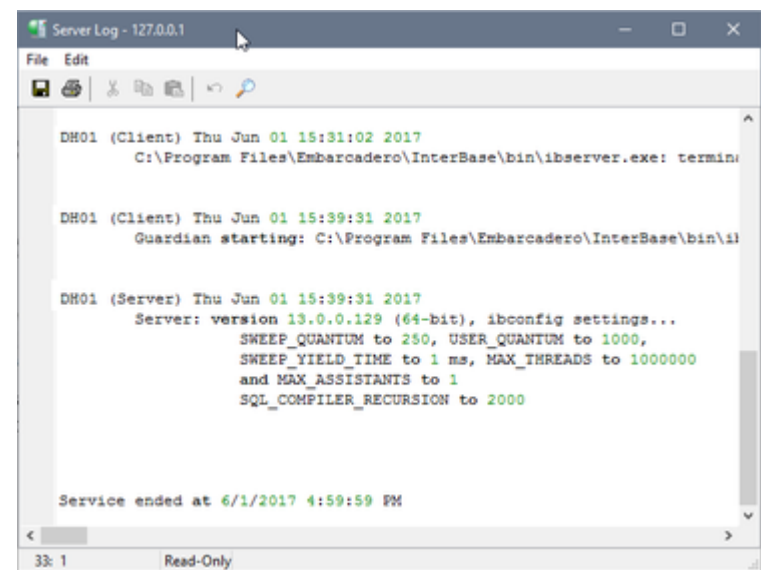 Server Log - 127.0.0.1
File Edit
DH01 (Client) Thu Jun 01 15:31:02 2017
C:\Program Files\Embarcadero\InterBase\bin\ibserver.exe: termina
DH01 (Client) Thu Jun 01 15:39:31 2017
Guardian starting: C:\Program Files\Embarcadero\InterBase\bin\ib
DH01 (Server) Thu Jun 01 15:39:31 2017
Server: version 13.0.0.129 (64-bit), ibconfig settings...
SWEEP_QUANTUM to 250, USER_QUANTUM to 1000,
SWEEP_YIELD_TIME to 1 ms, MAX_THREADS to 1000000
and MAX_ASSISTANTS to 1
SQL_COMPILER_RECURSION to 2000
Service ended at 6/1/2017 4:59:59 PM
33: 1 Read-Only